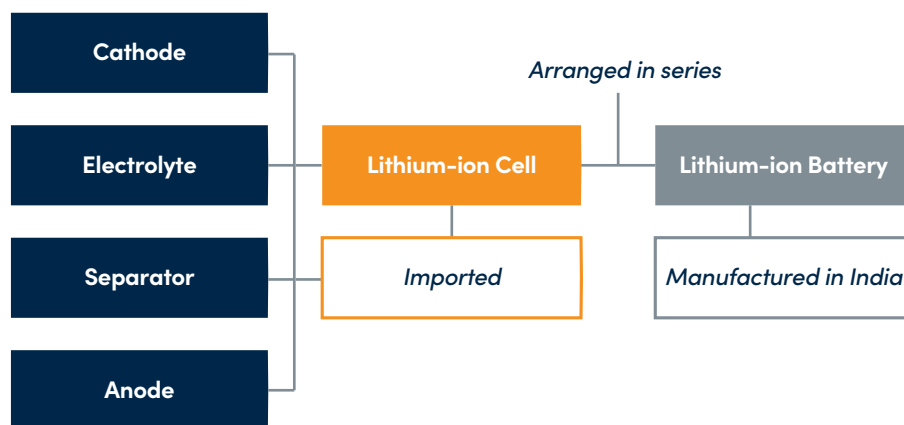 Cathode
Arranged in series
Electrolyte
Lithium-ion Cell
Lithium-ion Battery
Separator
Imported
Manufactured in India
Anode